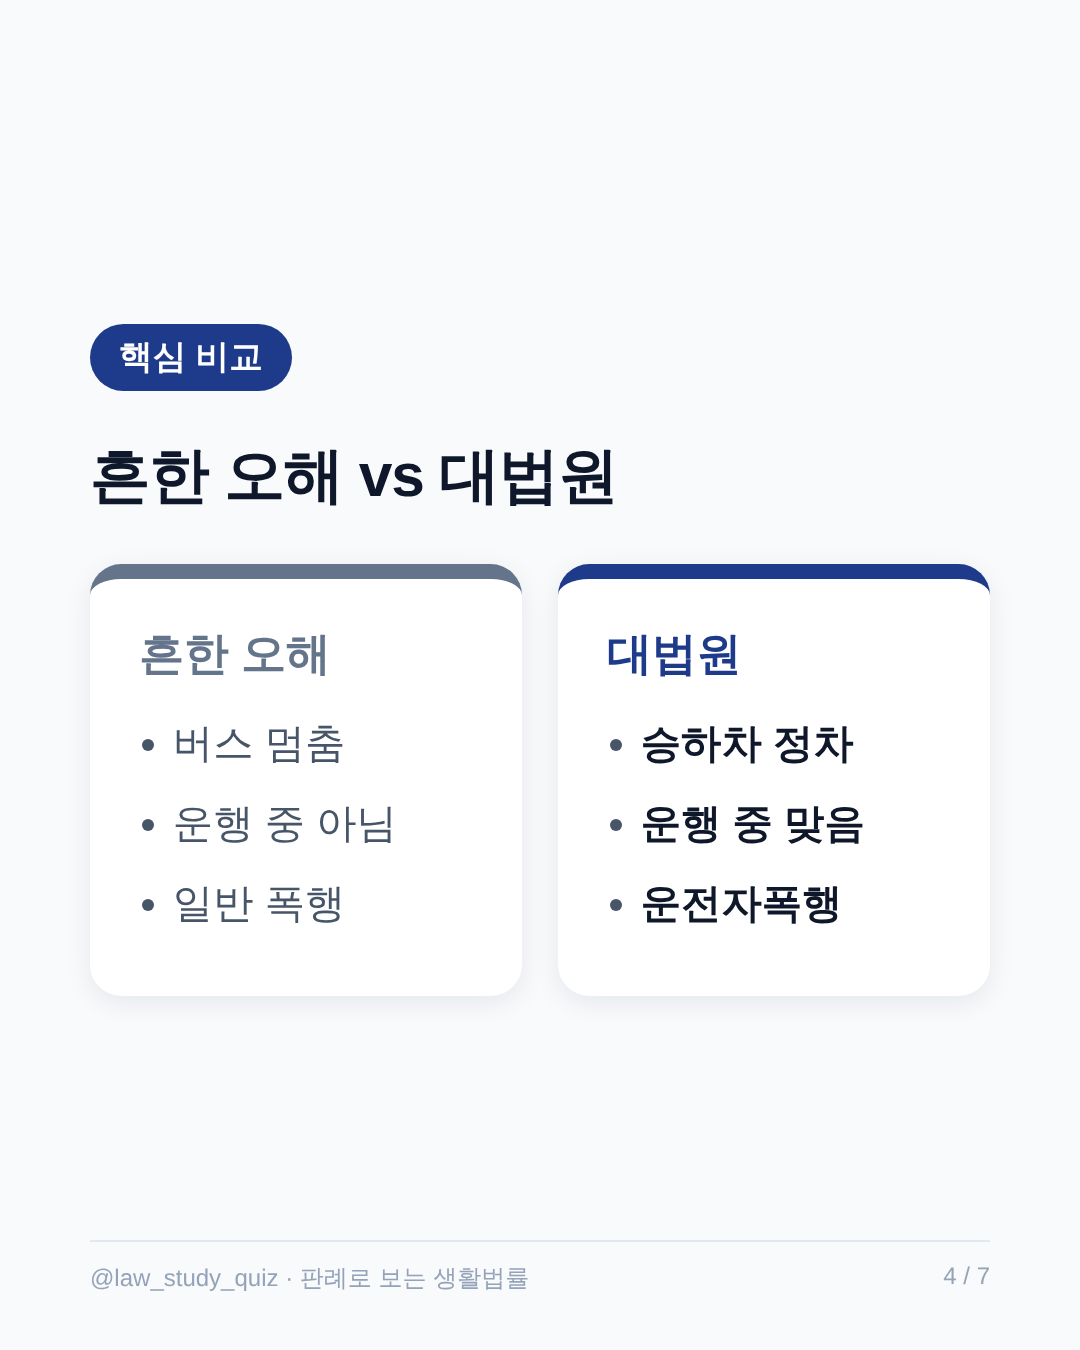 핵심 비교
흔한 오해 vs 대법원
흔한 오해
• 버스 멈춤
• 운행 중 아님
• 일반 폭행
대법원
• 승하차 정차
• 운행 중 맞음
• 운전자폭행
@law_study_quiz · 판례로 보는 생활법률
4 / 7